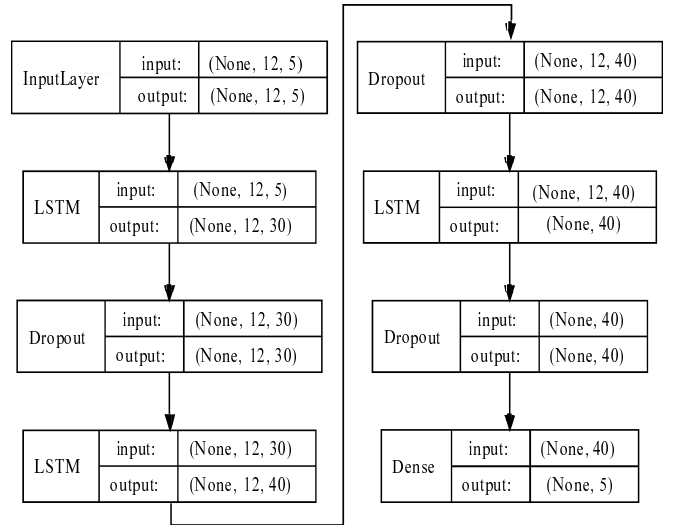 InputLayer
input: (None, 12, 5)
output: (None, 12, 5)
LSTM
input: (None, 12, 5)
output: (None, 12, 30)
Dropout
input: (None, 12, 30)
output: (None, 12, 30)
LSTM
input: (None, 12, 30)
output: (None, 12, 40)
Dropout
input: (None, 12, 40)
output: (None, 12, 40)
LSTM
input: (None, 12, 40)
output: (None, 40)
Dropout
input: (None, 40)
output: (None, 40)
Dense
input: (None, 40)
output: (None, 5)